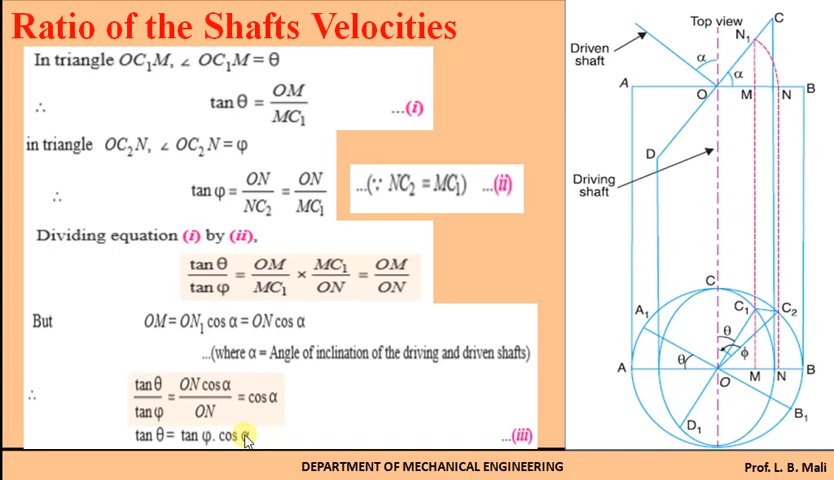 Ratio of the Shafts Velocities
In triangle OC₁M, ∠ OC₁M = θ
∴ tan θ = OM / MC₁ ...(i)
in triangle OC₂N, ∠ OC₂N = φ
∴ tan φ = ON / NC₂ = ON / MC₁ ...(∵ NC₂ = MC₁) ...(ii)
Dividing equation (i) by (ii),
tan θ / tan φ = OM / MC₁ × MC₁ / ON = OM / ON
But OM = ON₁ cos α = ON cos α
...(where α = Angle of inclination of the driving and driven shafts)
∴ tan θ / tan φ = ON cos α / ON = cos α
tan θ = tan φ. cos α ...(iii)
Top view
C
N₁
Driven
shaft
α
α
A
O
M
N
B
D
Driving
shaft
C
A₁
C₁
C₂
θ
θ
ϕ
A
O
M
N
B
D₁
B₁
DEPARTMENT OF MECHANICAL ENGINEERING
Prof. L. B. Mali